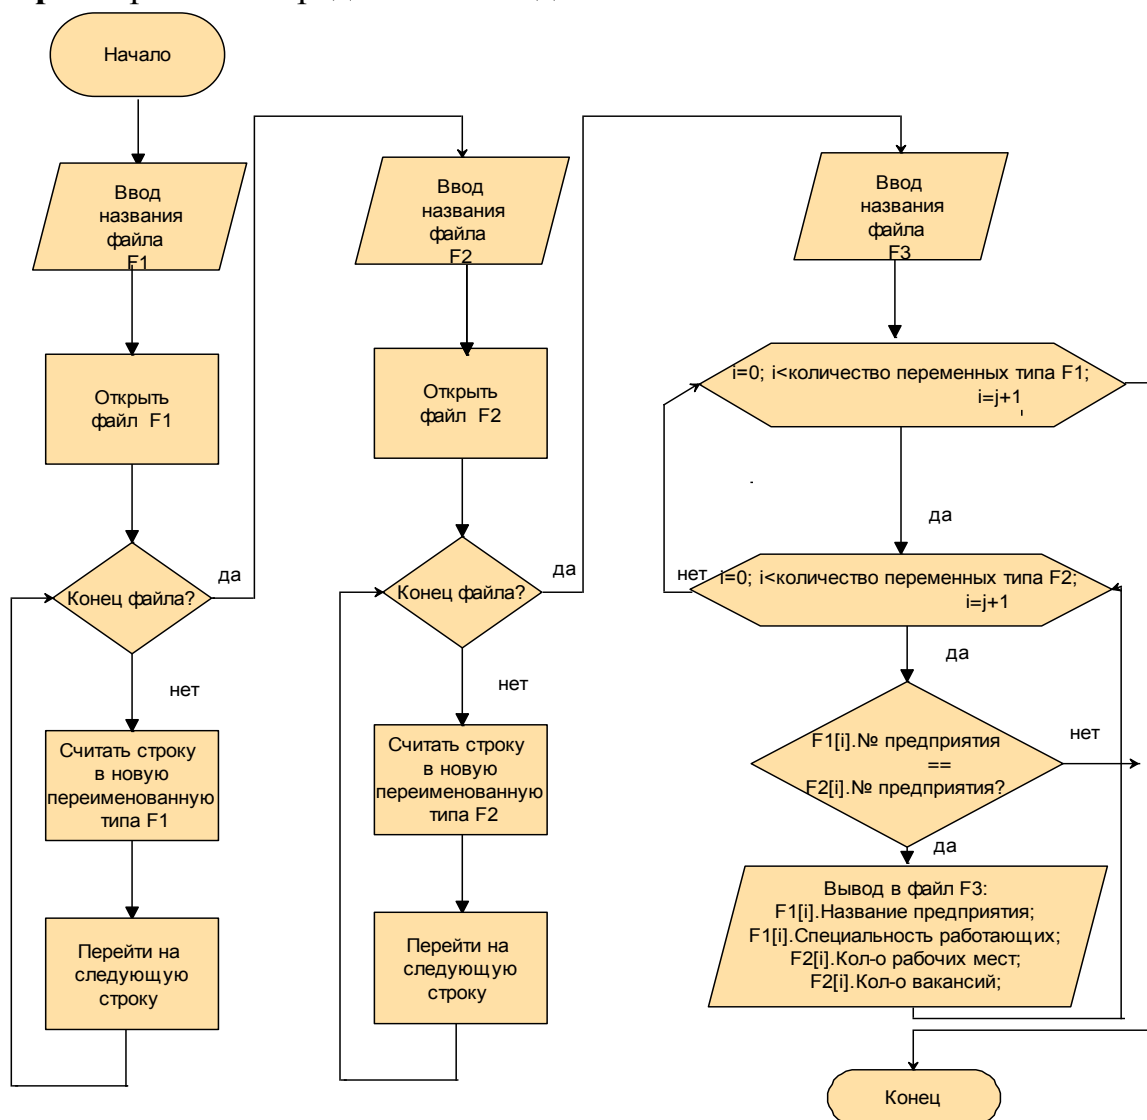 Начало
Ввод
названия
файла
F1
Открыть
файл F1
Конец файла?
да
нет
Считать строку
в новую
переименованную
типа F1
Перейти на
следующую
строку
Ввод
названия
файла
F2
Открыть
файл F2
Конец файла?
да
нет
Считать строку
в новую
переименованную
типа F2
Перейти на
следующую
строку
Ввод
названия
файла
F3
i=0; i<количество переменных типа F1;
i=j+1
да
нет
i=0; i<количество переменных типа F2;
i=j+1
да
F1[i].№ предприятия
==
F2[i].№ предприятия?
нет
да
Вывод в файл F3:
F1[i].Название предприятия;
F1[i].Специальность работающих;
F2[i].Кол-о рабочих мест;
F2[i].Кол-о вакансий;
Конец